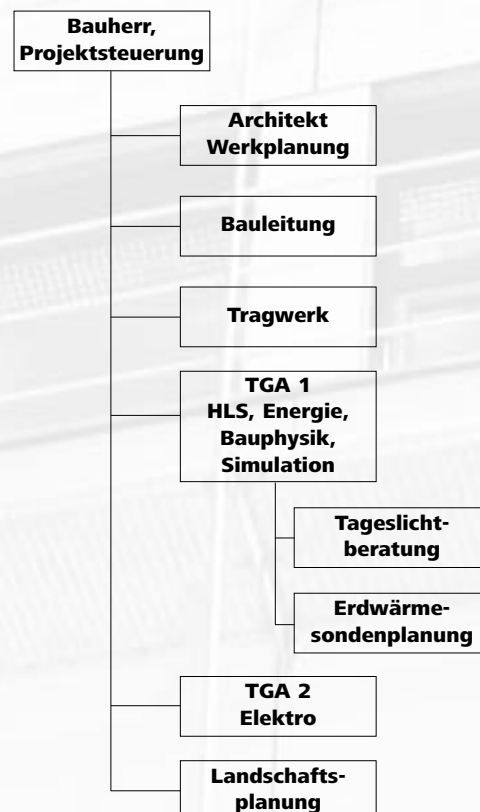 Bauherr,
Projektsteuerung
Architekt
Werkplanung
Bauleitung
Tragwerk
TGA 1
HLS, Energie,
Bauphysik,
Simulation
Tageslicht-
beratung
Erdwärme-
sondenplanung
TGA 2
Elektro
Landschafts-
planung